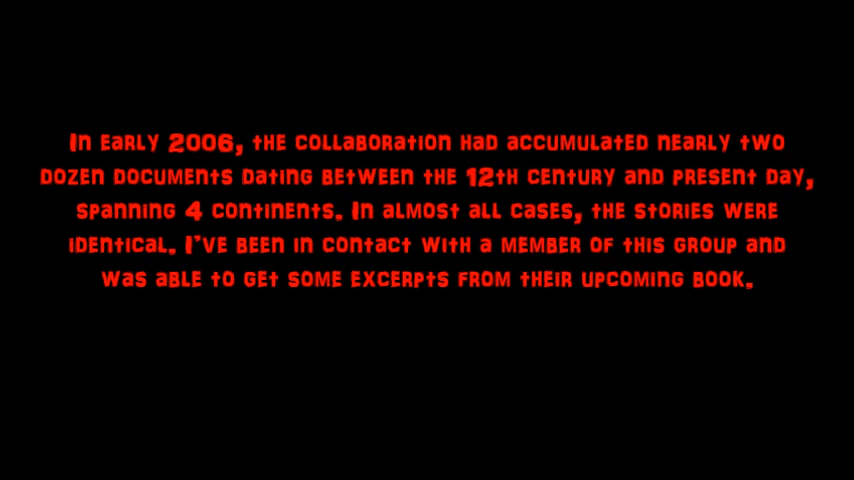 In early 2006, the collaboration had accumulated nearly two
dozen documents dating between the 12th century and present day,
spanning 4 continents. In almost all cases, the stories were
identical. I've been in contact with a member of this group and
was able to get some excerpts from their upcoming book.